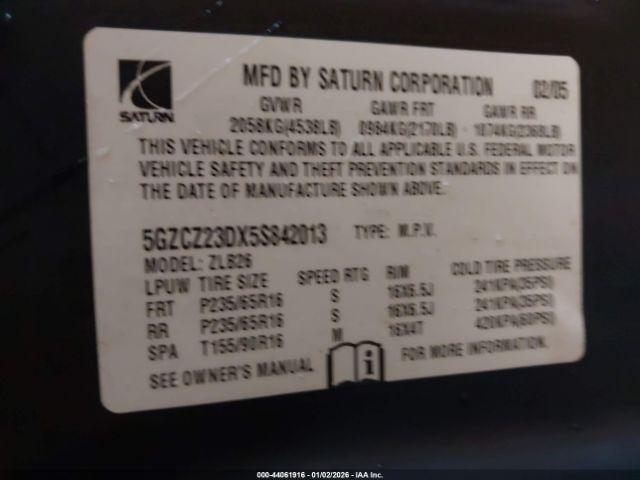 MFD BY SATURN CORPORATION 02/05
SATURN
GVWR GAWR FRT GAWR RR
2058KG(4538LB) 0984KG(2170LB) 1074KG(2368LB)
THIS VEHICLE CONFORMS TO ALL APPLICABLE U.S. FEDERAL MOTOR
VEHICLE SAFETY AND THEFT PREVENTION STANDARDS IN EFFECT ON
THE DATE OF MANUFACTURE SHOWN ABOVE.
5GZCZ23DX5S842013 TYPE: M.P.V.
MODEL: ZLB26
LPUW TIRE SIZE SPEED RTG RIM COLD TIRE PRESSURE
FRT P235/65R16 S 16X6.5J 241KPA(35PSI)
RR P235/65R16 S 16X6.5J 241KPA(35PSI)
SPA T155/90R16 M 16X4T 420KPA(60PSI)
SEE OWNER'S MANUAL i FOR MORE INFORMATION.
000-44061916 - 01/02/2026 - IAA Inc.